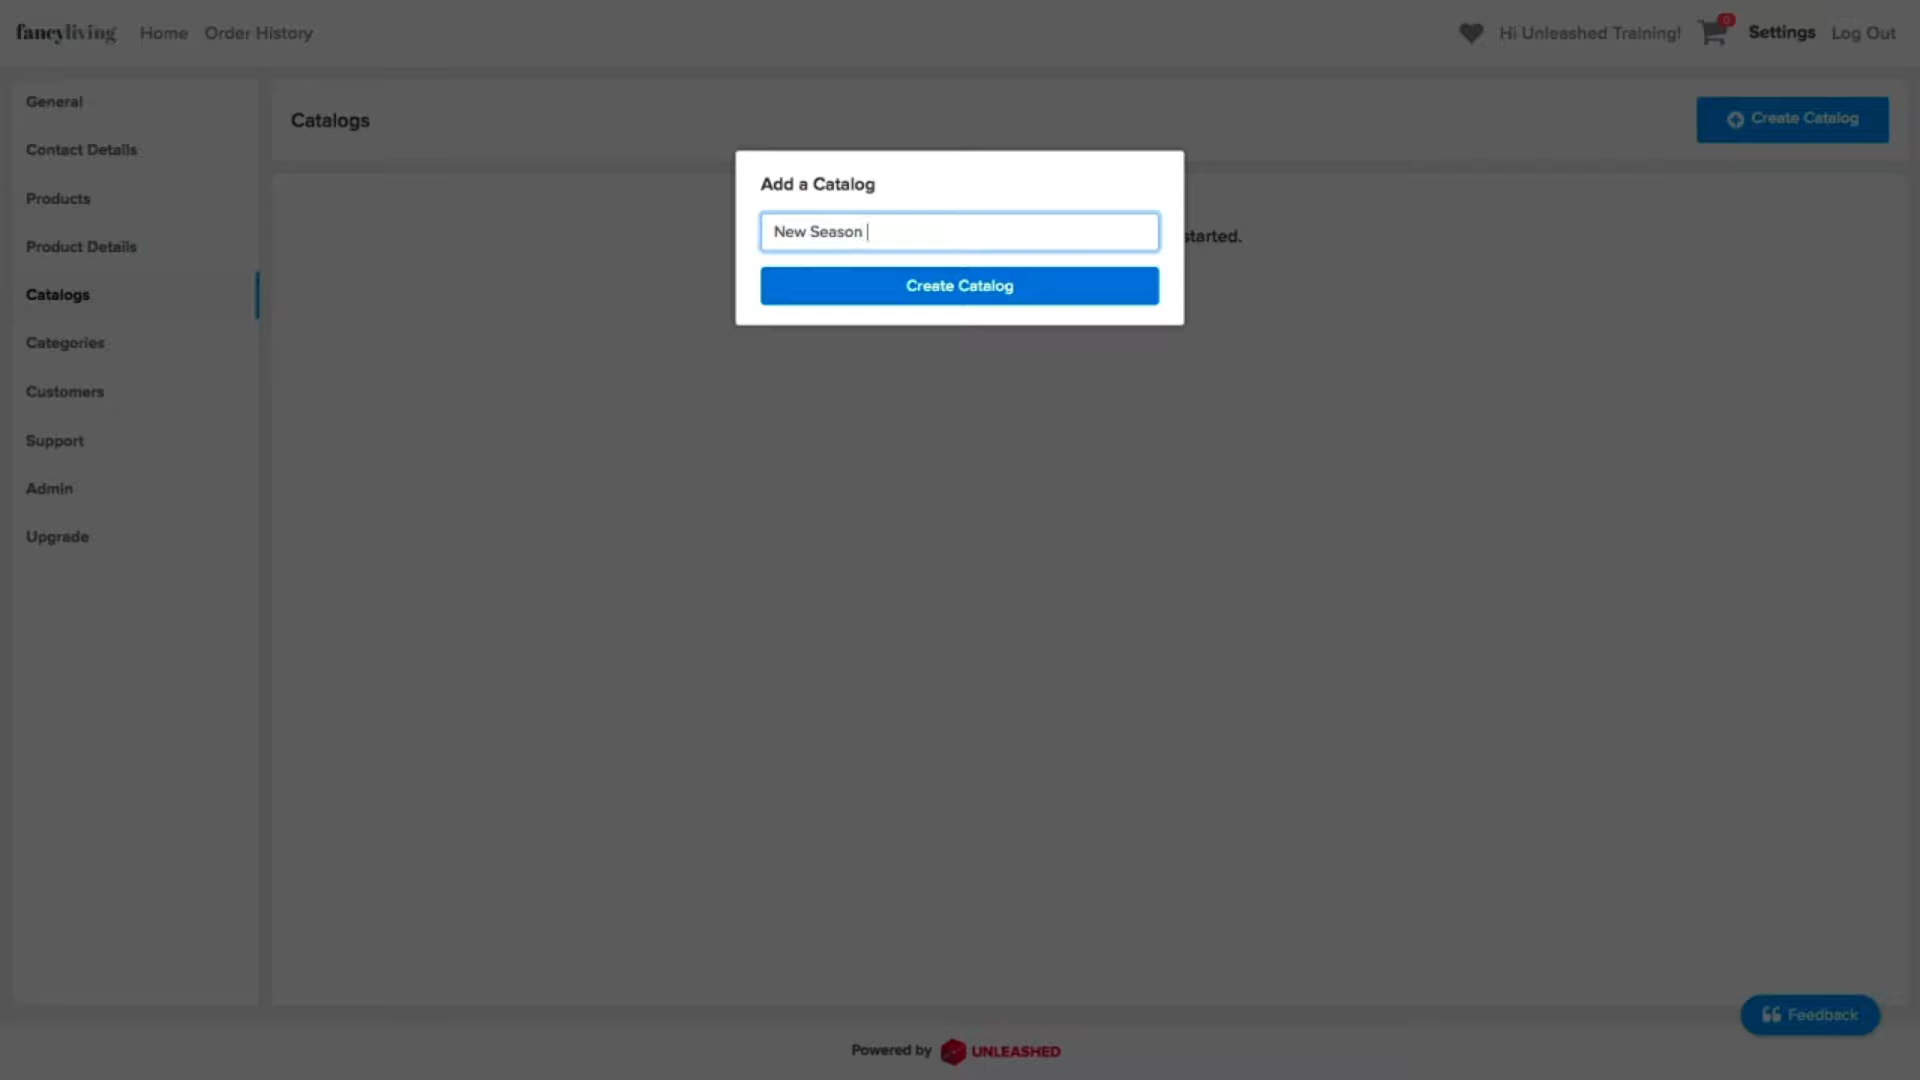 fancyliving Home Order History Hi Unleashed Training! 0 Settings Log Out
General
Contact Details
Products
Product Details
Catalogs
Categories
Customers
Support
Admin
Upgrade
Catalogs
Create Catalog
Add a Catalog
New Season
Create Catalog
started.
Feedback
Powered by UNLEASHED